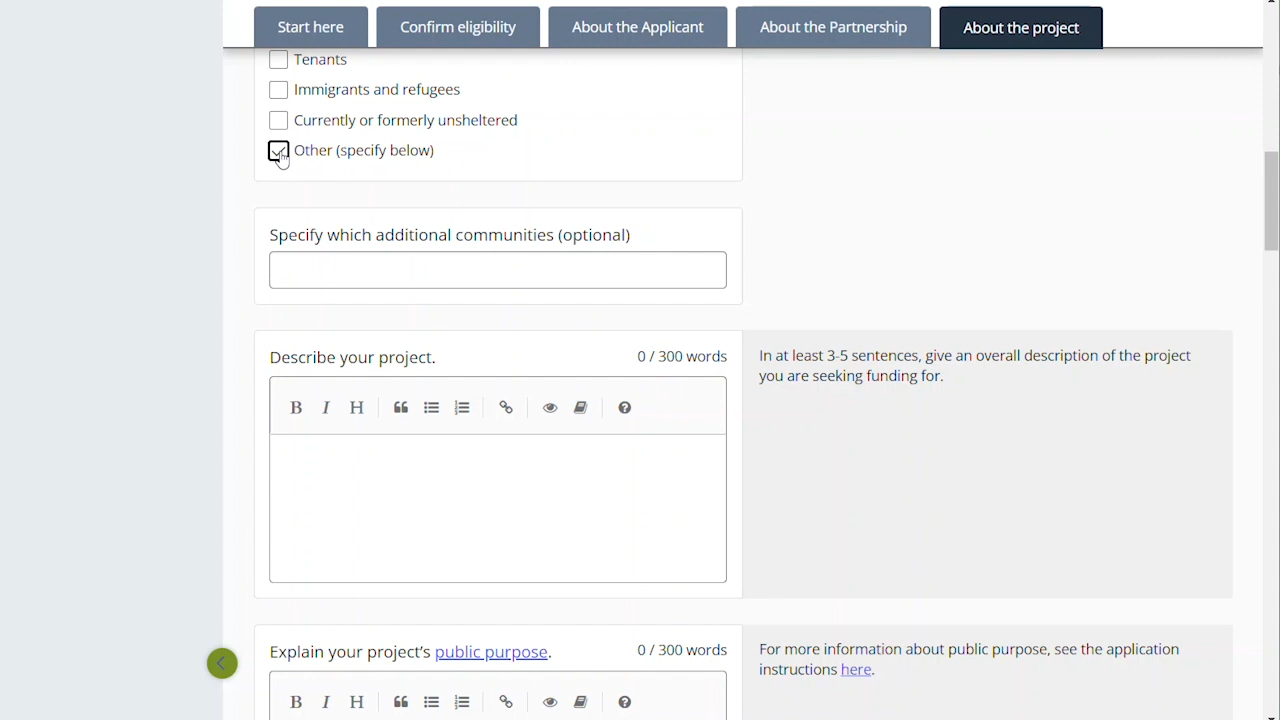 Start here
Confirm eligibility
About the Applicant
About the Partnership
About the project
Tenants
Immigrants and refugees
Currently or formerly unsheltered
Other (specify below)
Specify which additional communities (optional)
Describe your project.
0 / 300 words
In at least 3-5 sentences, give an overall description of the project
you are seeking funding for.
B I H
Explain your project’s public purpose.
0 / 300 words
For more information about public purpose, see the application
instructions here.
B I H